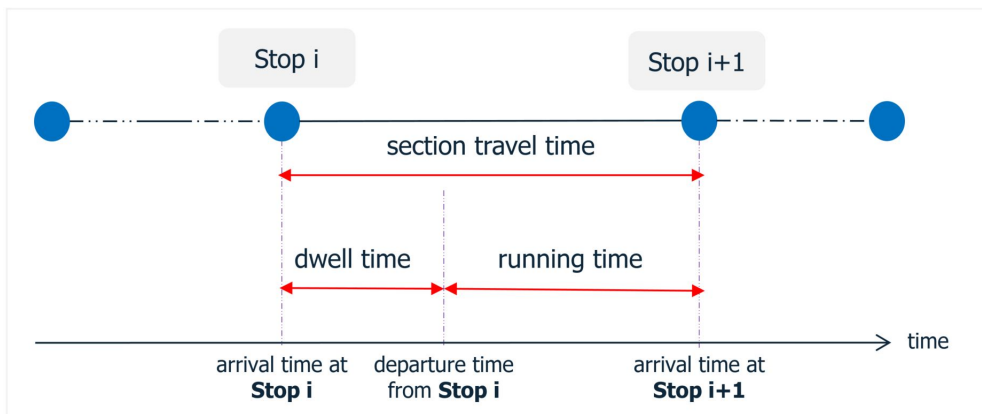 Stop i
Stop i+1
section travel time
dwell time
running time
time
arrival time at
Stop i
departure time
from Stop i
arrival time at
Stop i+1